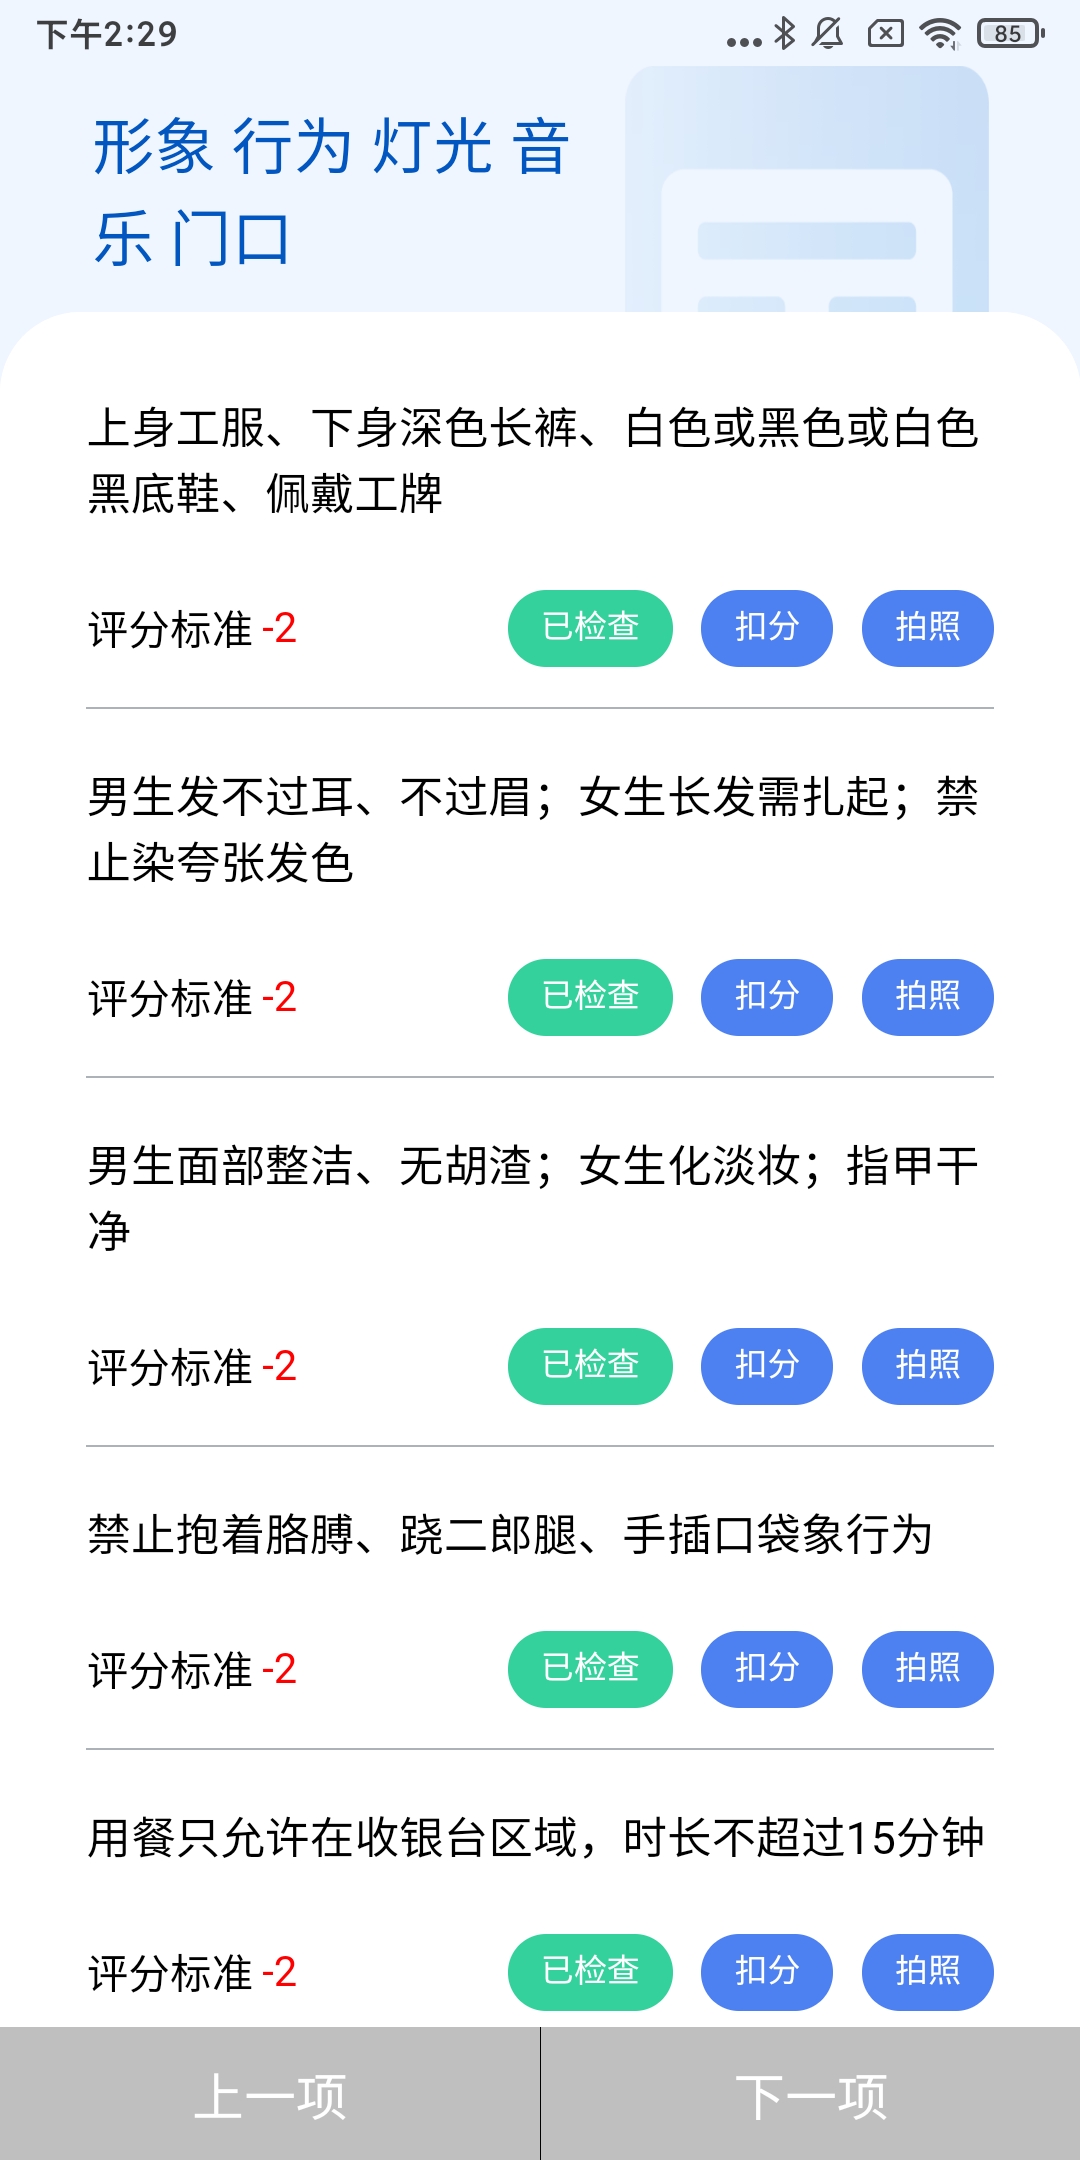 下午2:29
85
形象 行为 灯光 音
乐 门口
上身工服、下身深色长裤、白色或黑色或白色
黑底鞋、佩戴工牌
评分标准 -2 已检查 扣分 拍照
男生发不过耳、不过眉；女生长发需扎起；禁
止染夸张发色
评分标准 -2 已检查 扣分 拍照
男生面部整洁、无胡渣；女生化淡妆；指甲干
净
评分标准 -2 已检查 扣分 拍照
禁止抱着胳膊、跷二郎腿、手插口袋象行为
评分标准 -2 已检查 扣分 拍照
用餐只允许在收银台区域，时长不超过15分钟
评分标准 -2 已检查 扣分 拍照
上一项 下一项